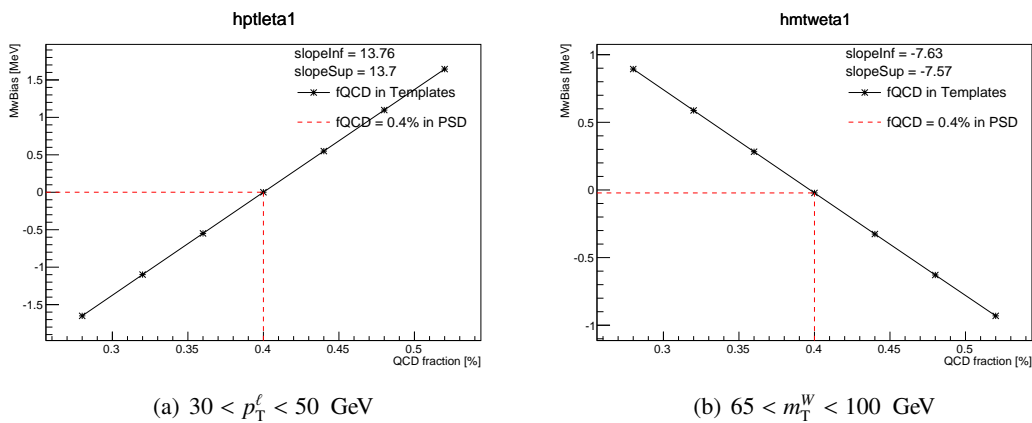 hptleta1
MwBias [MeV]
slopeInf = 13.76
slopeSup = 13.7
fQCD in Templates
fQCD = 0.4% in PSD
1.5
1
0.5
0
-0.5
-1
-1.5
0.3 0.35 0.4 0.45 0.5
QCD fraction [%]
(a) 30 < p_T^ℓ < 50 GeV
hmtweta1
MwBias [MeV]
slopeInf = -7.63
slopeSup = -7.57
fQCD in Templates
fQCD = 0.4% in PSD
1
0.5
0
-0.5
-1
0.3 0.35 0.4 0.45 0.5
QCD fraction [%]
(b) 65 < m_T^W < 100 GeV